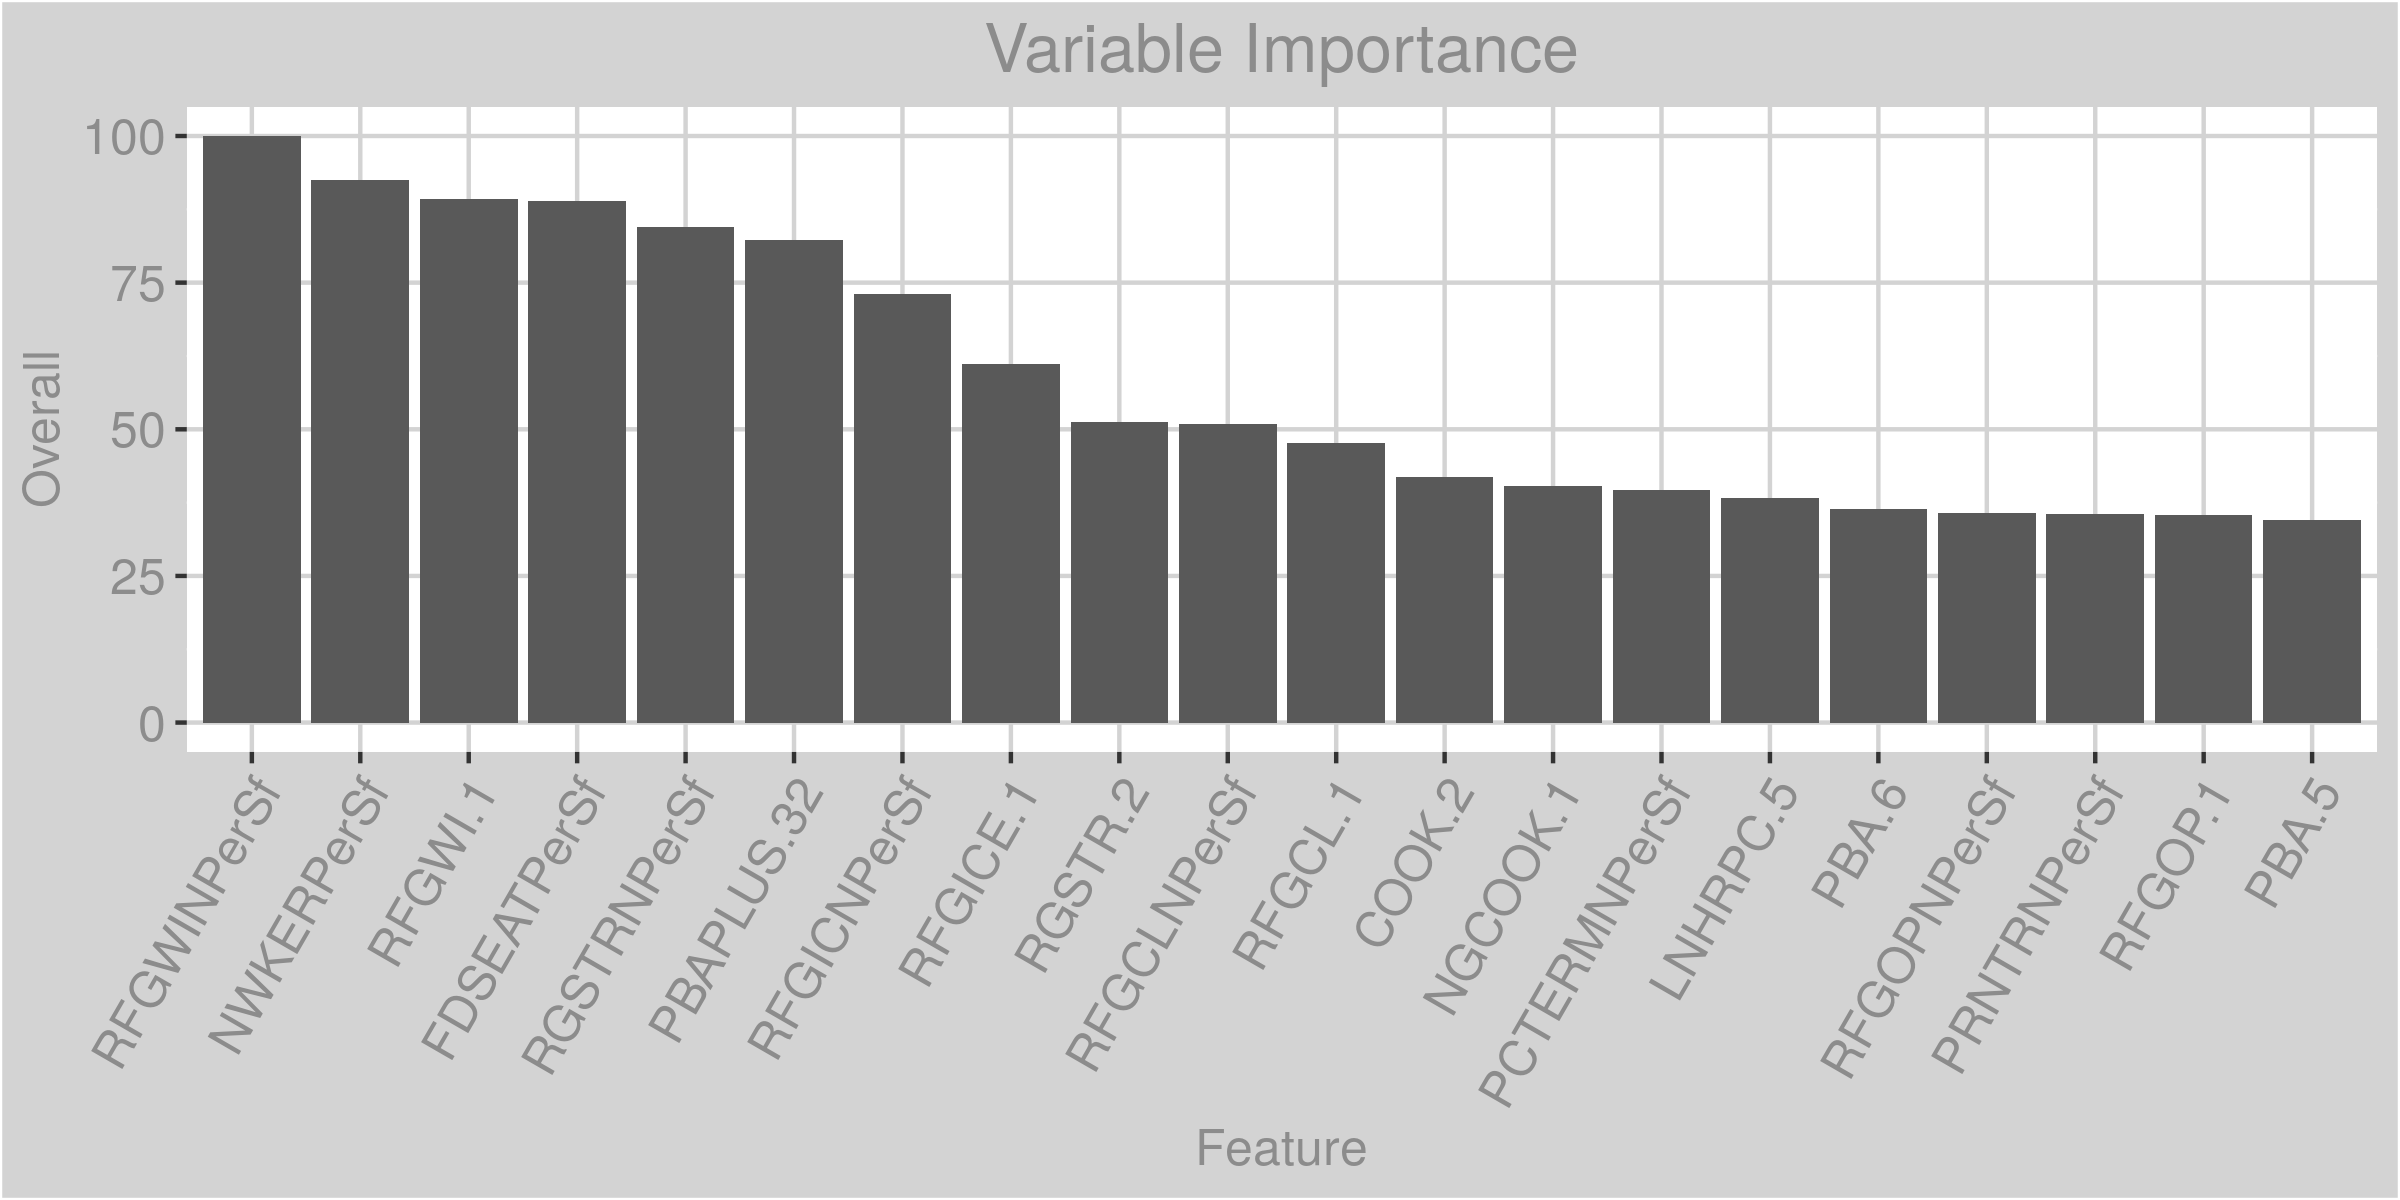 Variable Importance
Overall
100
75
50
25
0
RFGWINPerSf
NWKERPerSf
RFGWI.1
FDSEATPerSf
RGSTRNPerSf
PBAPLUS.32
RFGICNPerSf
RFGICE.1
RGSTR.2
RFGCLNPerSf
RFGCL.1
COOK.2
NGCOOK.1
PCTERMNPerSf
LNHRPC.5
PBA.6
RFGOPNPerSf
PRNTRNPerSf
RFGOP.1
PBA.5
Feature